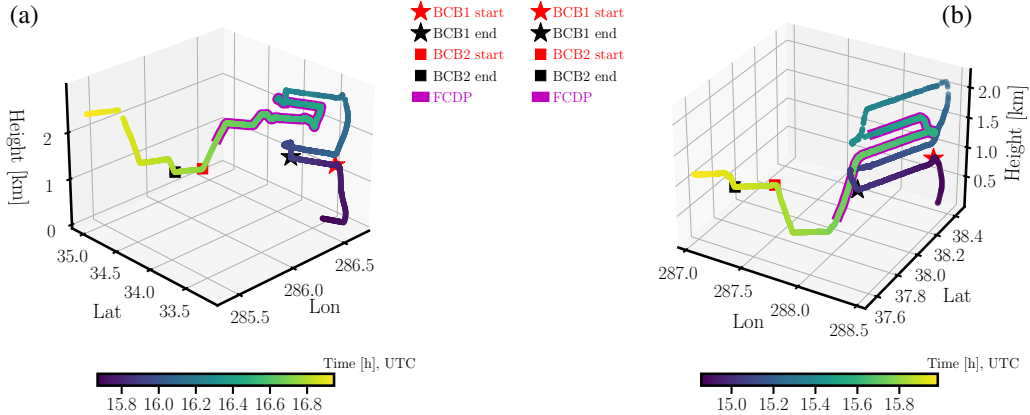 (a)
BCB1 start
BCB1 end
BCB2 start
BCB2 end
FCDP
BCB1 start
BCB1 end
BCB2 start
BCB2 end
FCDP
(b)
Height [km]
2
1
0
35.0
34.5
34.0
33.5
Lat
285.5
286.0
286.5
Lon
Time [h], UTC
15.8 16.0 16.2 16.4 16.6 16.8
2.0
1.5
1.0
0.5
Height [km]
287.0
287.5
288.0
288.5
Lon
38.4
38.2
38.0
37.8
37.6
Lat
Time [h], UTC
15.0 15.2 15.4 15.6 15.8